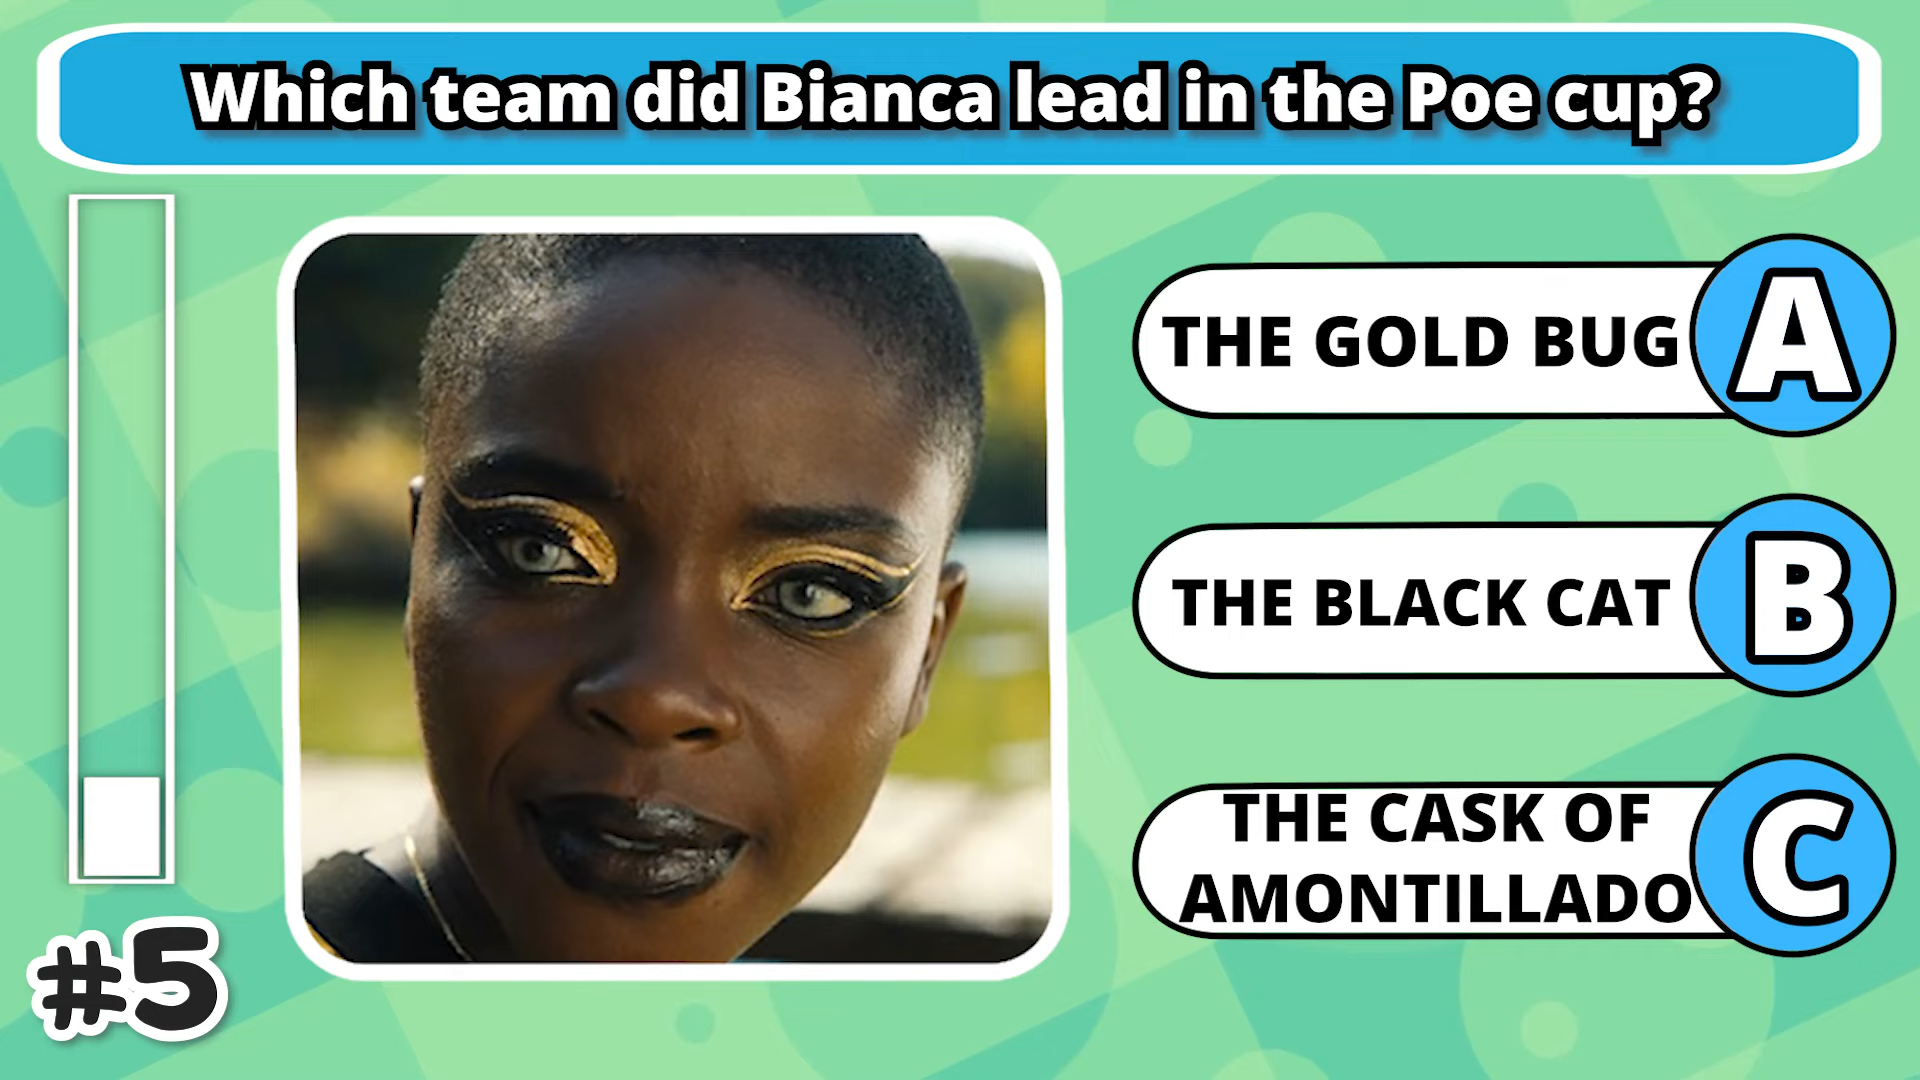 Which team did Bianca lead in the Poe cup?
THE GOLD BUG
A
THE BLACK CAT
B
THE CASK OF
AMONTILLADO
C
#5